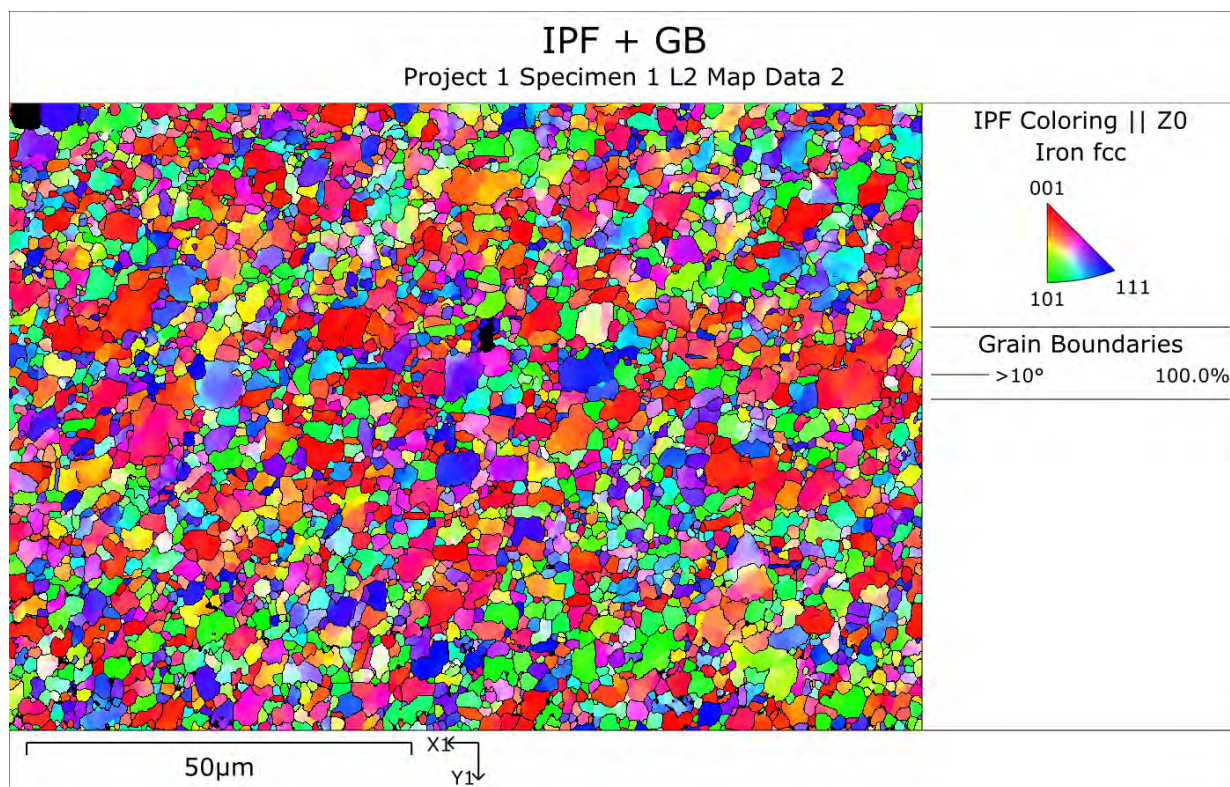 IPF + GB
Project 1 Specimen 1 L2 Map Data 2
IPF Coloring || Z0
Iron fcc
001
101
111
Grain Boundaries
>10° 100.0%
50µm
X1
Y1